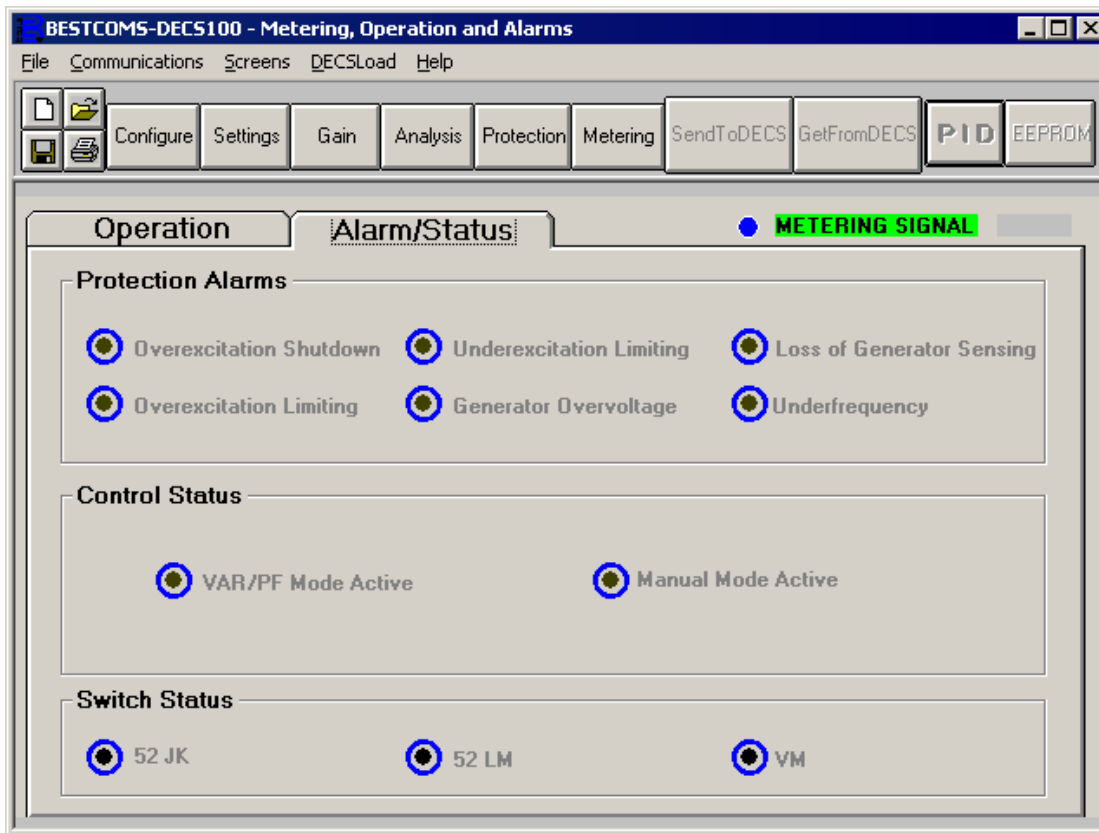 BESTCOMS-DECS100 - Metering, Operation and Alarms
File Communications Screens DECSLoad Help
Configure Settings Gain Analysis Protection Metering SendToDECS GetFromDECS PID EEPROM
Operation Alarm/Status METERING SIGNAL
Protection Alarms
Overexcitation Shutdown Underexcitation Limiting Loss of Generator Sensing
Overexcitation Limiting Generator Overvoltage Underfrequency
Control Status
VAR/PF Mode Active Manual Mode Active
Switch Status
52 JK 52 LM VM